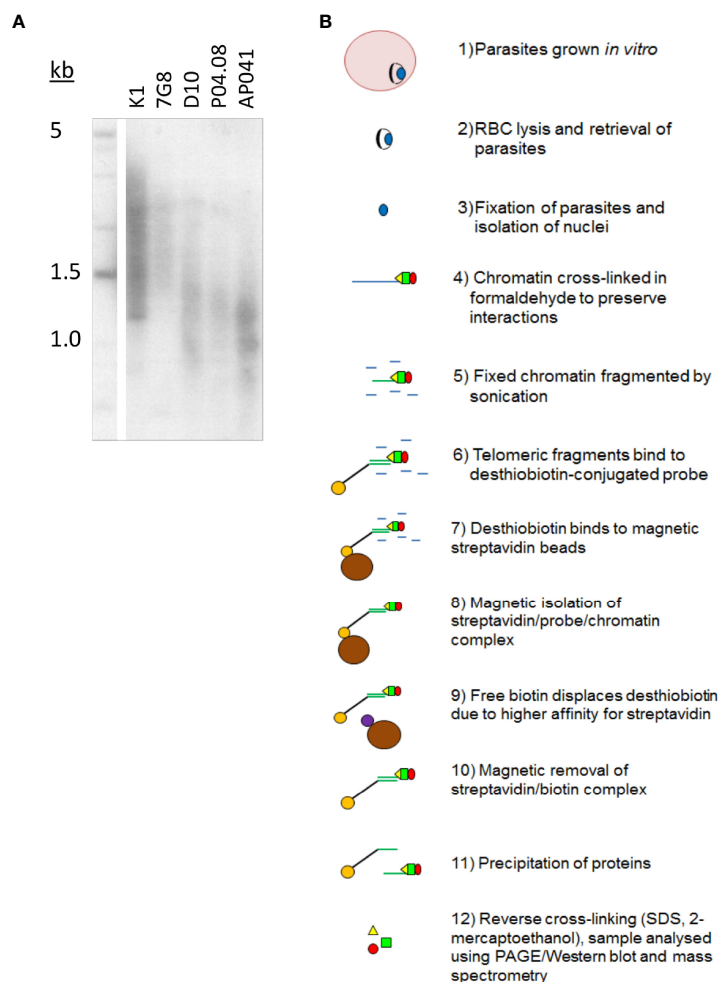 A
kb
K1
7G8
D10
P04.08
AP041
5
1.5
1.0
B
1) Parasites grown in vitro
2) RBC lysis and retrieval of
parasites
3) Fixation of parasites and
isolation of nuclei
4) Chromatin cross-linked in
formaldehyde to preserve
interactions
5) Fixed chromatin fragmented by
sonication
6) Telomeric fragments bind to
desthiobiotin-conjugated probe
7) Desthiobiotin binds to magnetic
streptavidin beads
8) Magnetic isolation of
streptavidin/probe/chromatin
complex
9) Free biotin displaces desthiobiotin
due to higher affinity for streptavidin
10) Magnetic removal of
streptavidin/biotin complex
11) Precipitation of proteins
12) Reverse cross-linking (SDS, 2-
mercaptoethanol), sample analysed
using PAGE/Western blot and mass
spectrometry